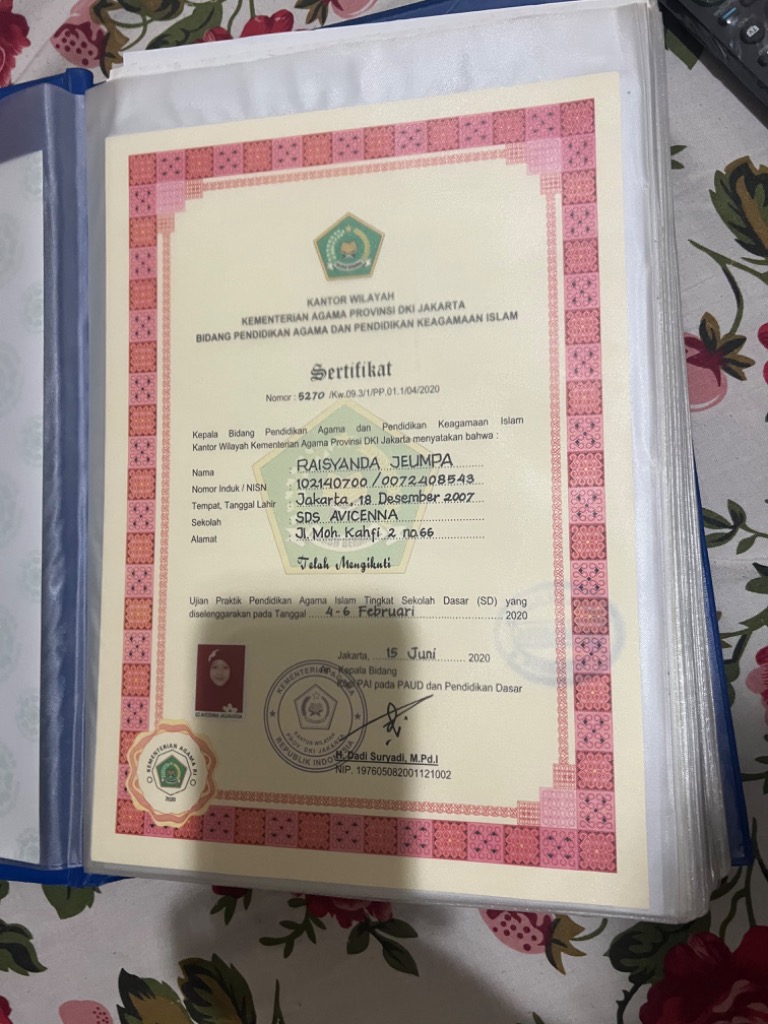 KANTOR WILAYAH
KEMENTERIAN AGAMA PROVINSI DKI JAKARTA
BIDANG PENDIDIKAN AGAMA DAN PENDIDIKAN KEAGAMAAN ISLAM
Sertifikat
Nomor : 5270 /Kw.09.3/1/PP.01.1/04/2020
Kepala Bidang Pendidikan Agama dan Pendidikan Keagamaan Islam
Kantor Wilayah Kementerian Agama Provinsi DKI Jakarta menyatakan bahwa :
Nama : RAISYANDA JEUMPA
Nomor Induk / NISN : 102140700 / 0072408543
Tempat, Tanggal Lahir : Jakarta, 18 Desember 2007
Sekolah : SDS AVICENNA
Alamat : Jl. Moh. Kahfi 2 no.66
Telah Mengikuti
Ujian Praktik Pendidikan Agama Islam Tingkat Sekolah Dasar (SD) yang
diselenggarakan pada Tanggal 4-6 Februari 2020
Jakarta, 15 Juni 2020
Kepala Bidang
PAI pada PAUD dan Pendidikan Dasar
KEMENTERIAN AGAMA
KANTOR WILAYAH
PROV. DKI JAKARTA
REPUBLIK INDONESIA
H. Dadi Suryadi, M.Pd.I
NIP. 197605082001121002
KEMENTERIAN AGAMA RI